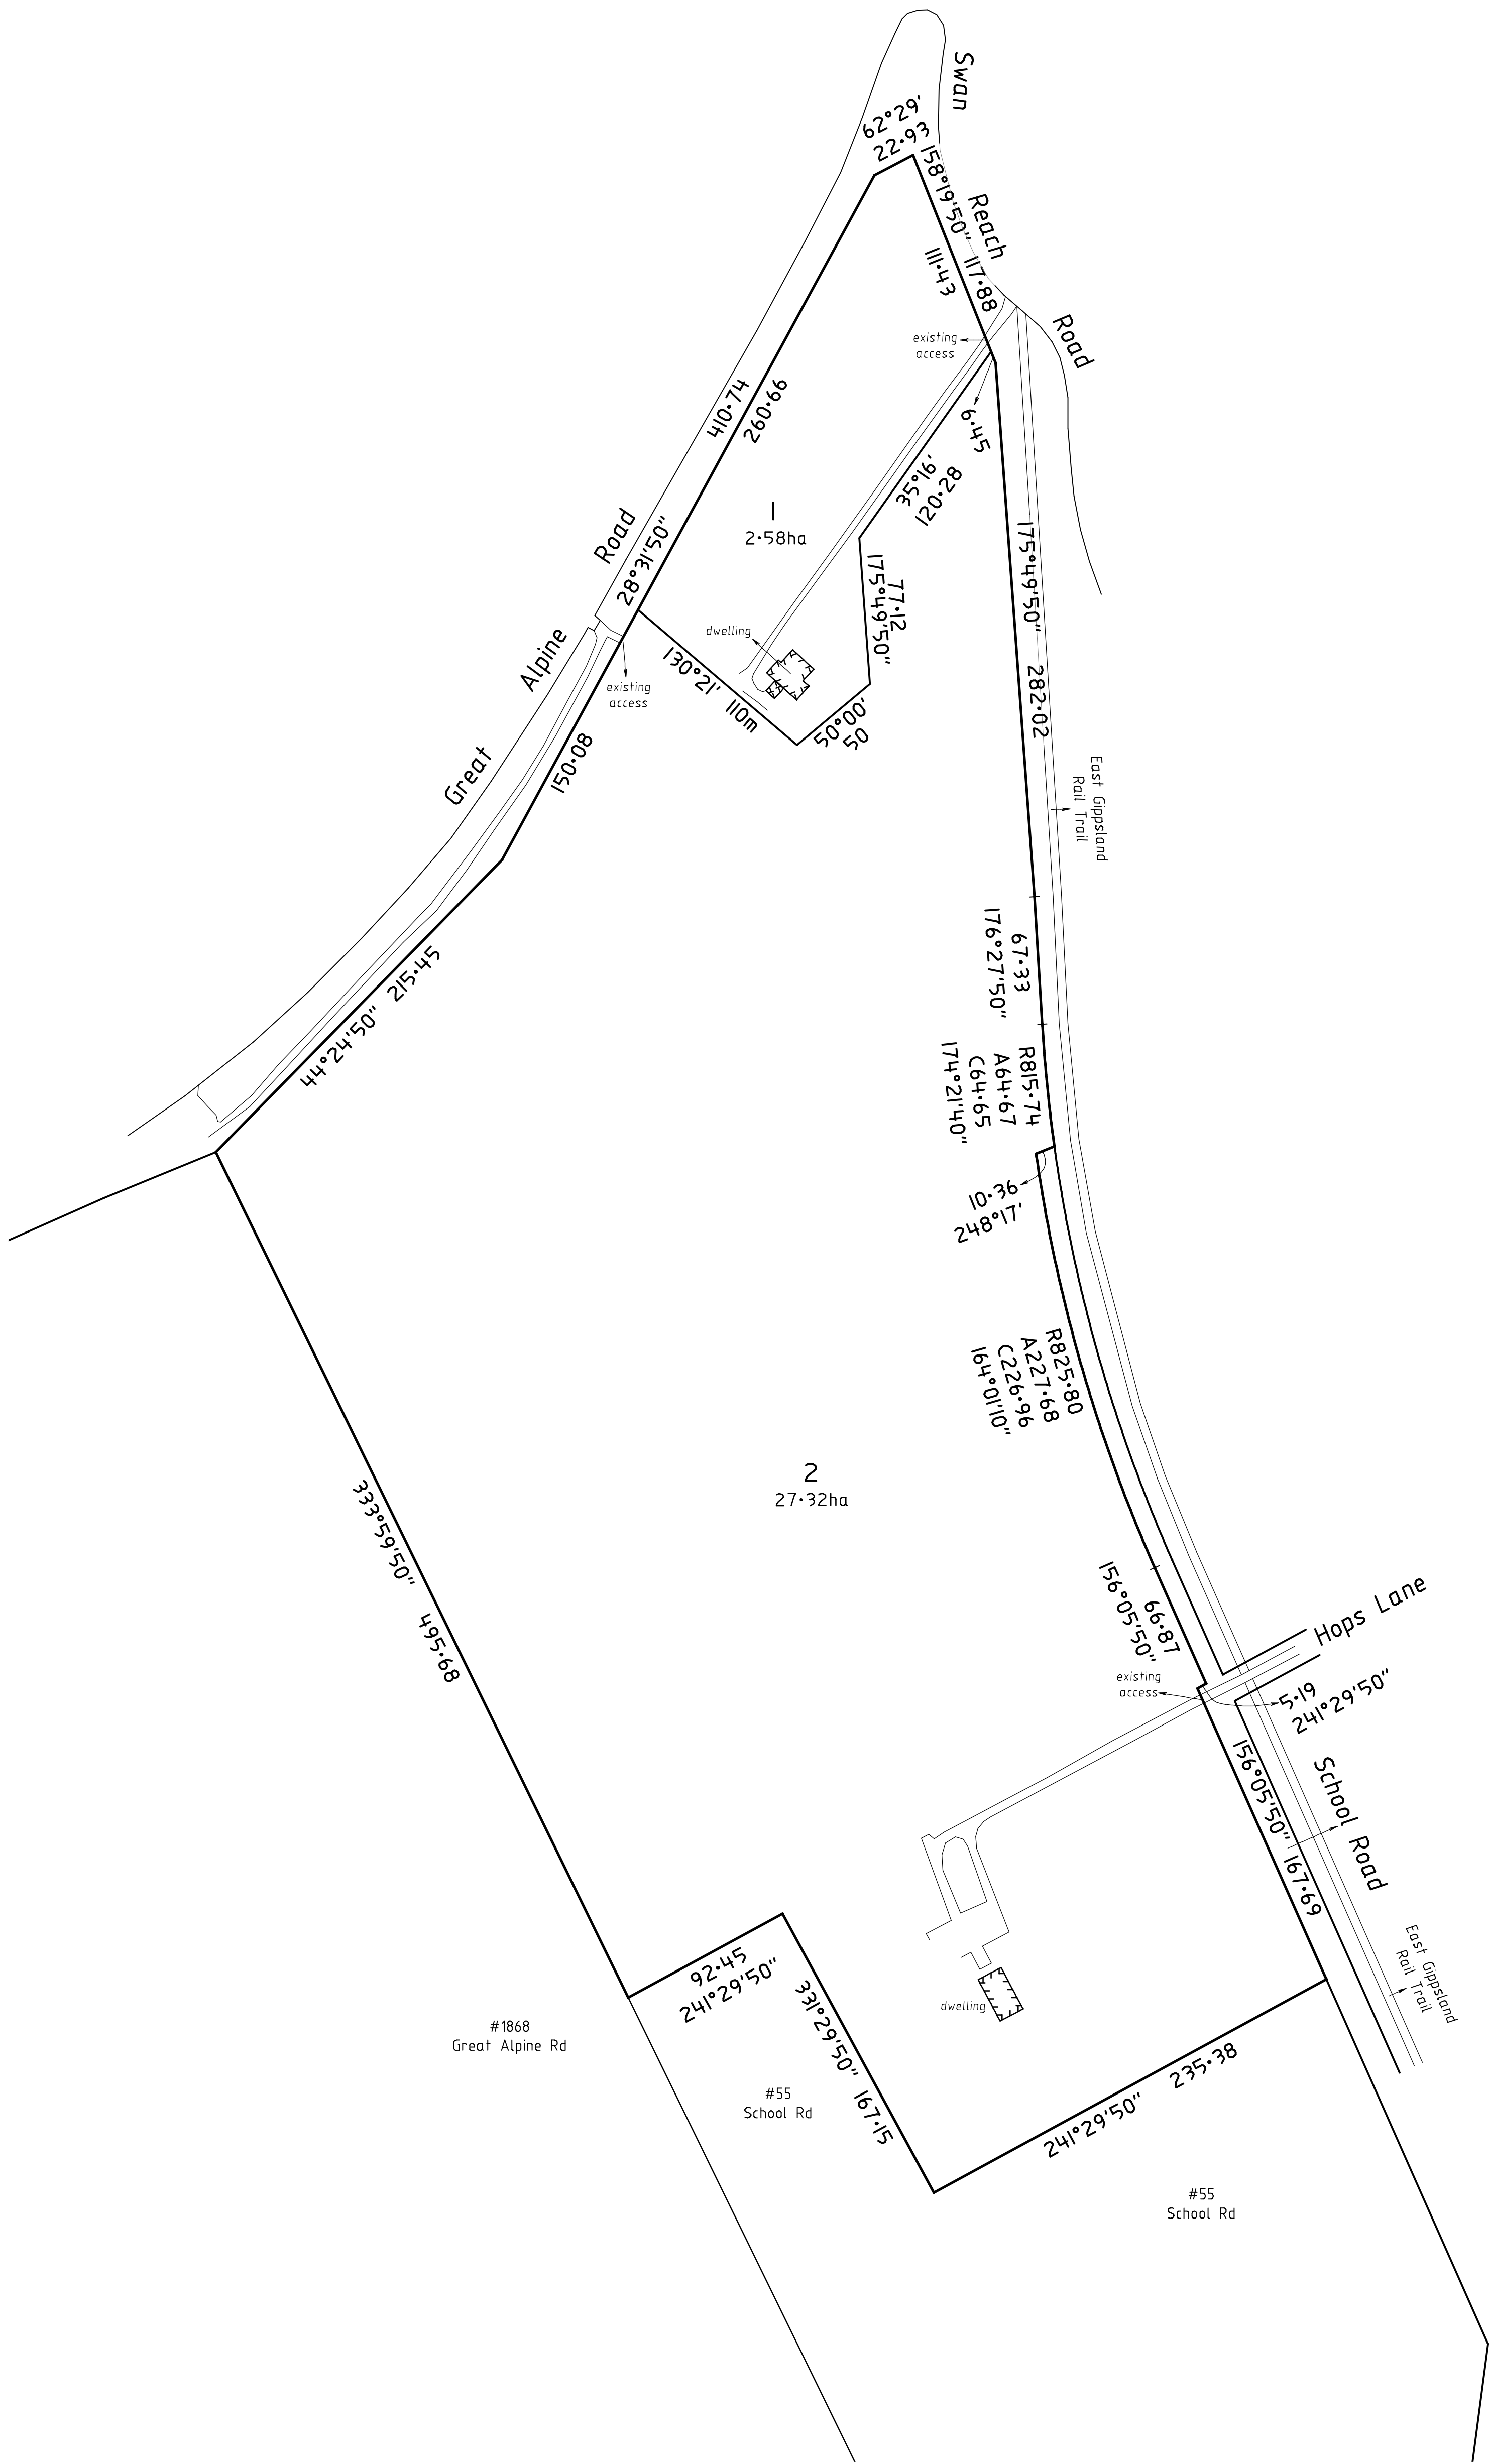 Swan
Reach
Road
62°29'
22·93
158°19'50"
117·88
111·43
existing
access
6·45
410·74
260·66
28°31'50"
35°16'
120·28
1
2·58ha
175°49'50"
282·02
77·12
175°49'50"
dwelling
130°21' 110m
50°00'
50
Great
Alpine
Road
existing
access
150·08
East Gippsland
Rail Trail
44°24'50" 215·45
67·33
176°27'50"
R815·74
A64·67
C64·65
174°21'40"
10·36
248°17'
R825·80
A227·68
C226·96
164°01'10"
2
27·32ha
333°59'50" 495·68
66·87
156°05'50"
Hops Lane
existing
access
5·19
241°29'50"
156°05'50" 167·69
School Road
East Gippsland
Rail Trail
92·45
241°29'50"
331°29'50" 167·15
dwelling
241°29'50" 235·38
#1868
Great Alpine Rd
#55
School Rd
#55
School Rd